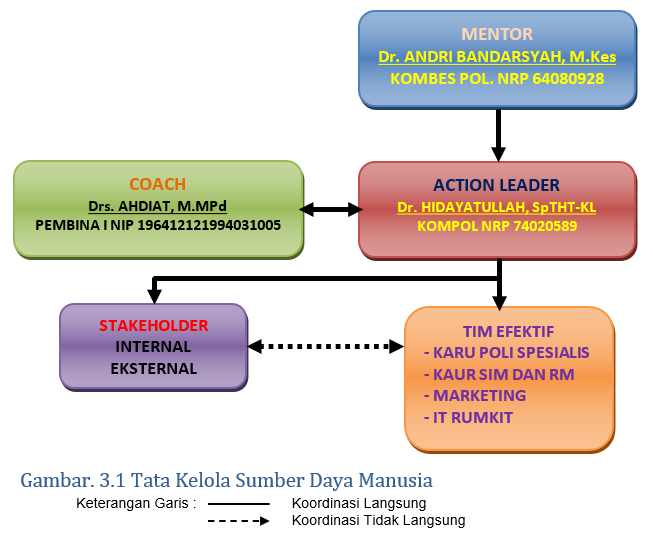 MENTOR
Dr. ANDRI BANDARSYAH, M.Kes
KOMBES POL. NRP 64080928
COACH
Drs. AHDIAT, M.MPd
PEMBINA I NIP 196412121994031005
ACTION LEADER
Dr. HIDAYATULLAH, SpTHT-KL
KOMPOL NRP 74020589
STAKEHOLDER
INTERNAL
EKSTERNAL
TIM EFEKTIF
- KARU POLI SPESIALIS
- KAUR SIM DAN RM
- MARKETING
- IT RUMKIT
Gambar. 3.1 Tata Kelola Sumber Daya Manusia
Keterangan Garis : Koordinasi Langsung
Koordinasi Tidak Langsung